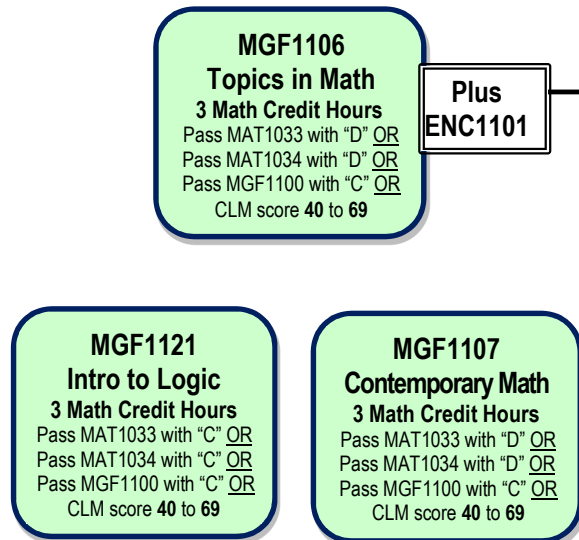 MGF1106
Topics in Math
3 Math Credit Hours
Pass MAT1033 with “D” OR
Pass MAT1034 with “D” OR
Pass MGF1100 with “C” OR
CLM score 40 to 69
Plus
ENC1101
MGF1121
Intro to Logic
3 Math Credit Hours
Pass MAT1033 with “C” OR
Pass MAT1034 with “C” OR
Pass MGF1100 with “C” OR
CLM score 40 to 69
MGF1107
Contemporary Math
3 Math Credit Hours
Pass MAT1033 with “D” OR
Pass MAT1034 with “D” OR
Pass MGF1100 with “C” OR
CLM score 40 to 69